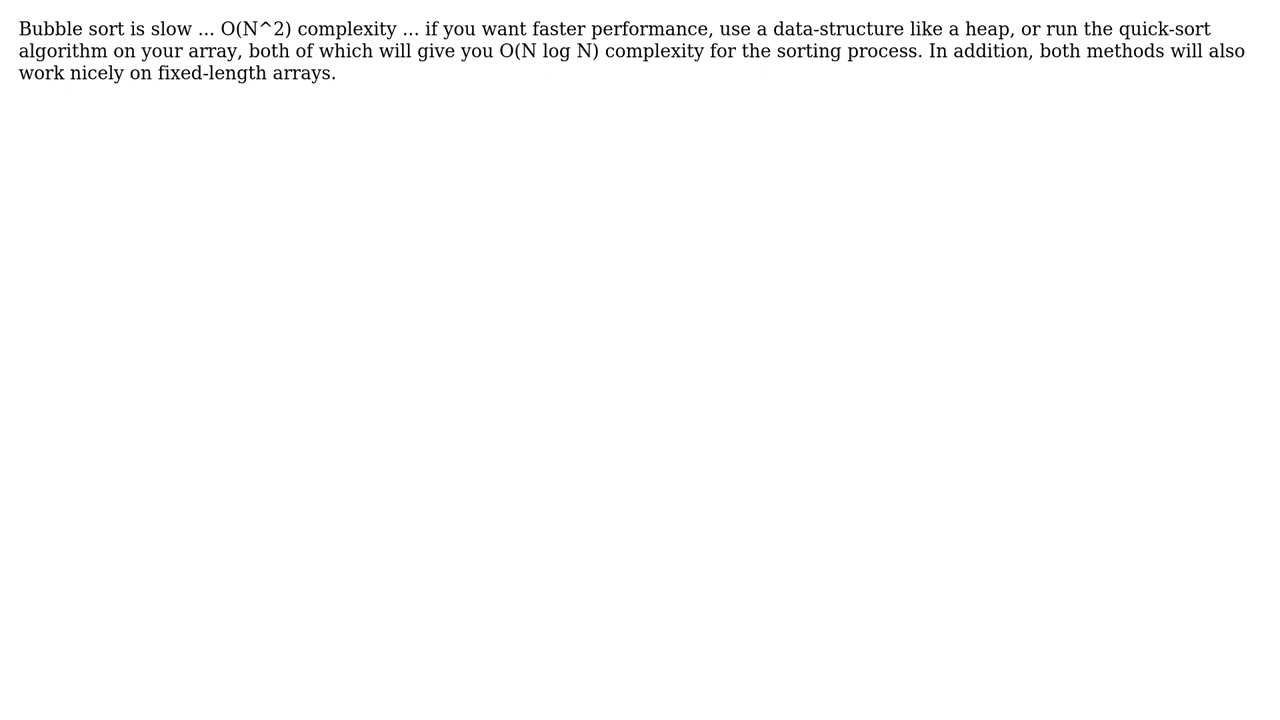 Bubble sort is slow ... O(N^2) complexity ... if you want faster performance, use a data-structure like a heap, or run the quick-sort
algorithm on your array, both of which will give you O(N log N) complexity for the sorting process. In addition, both methods will also
work nicely on fixed-length arrays.